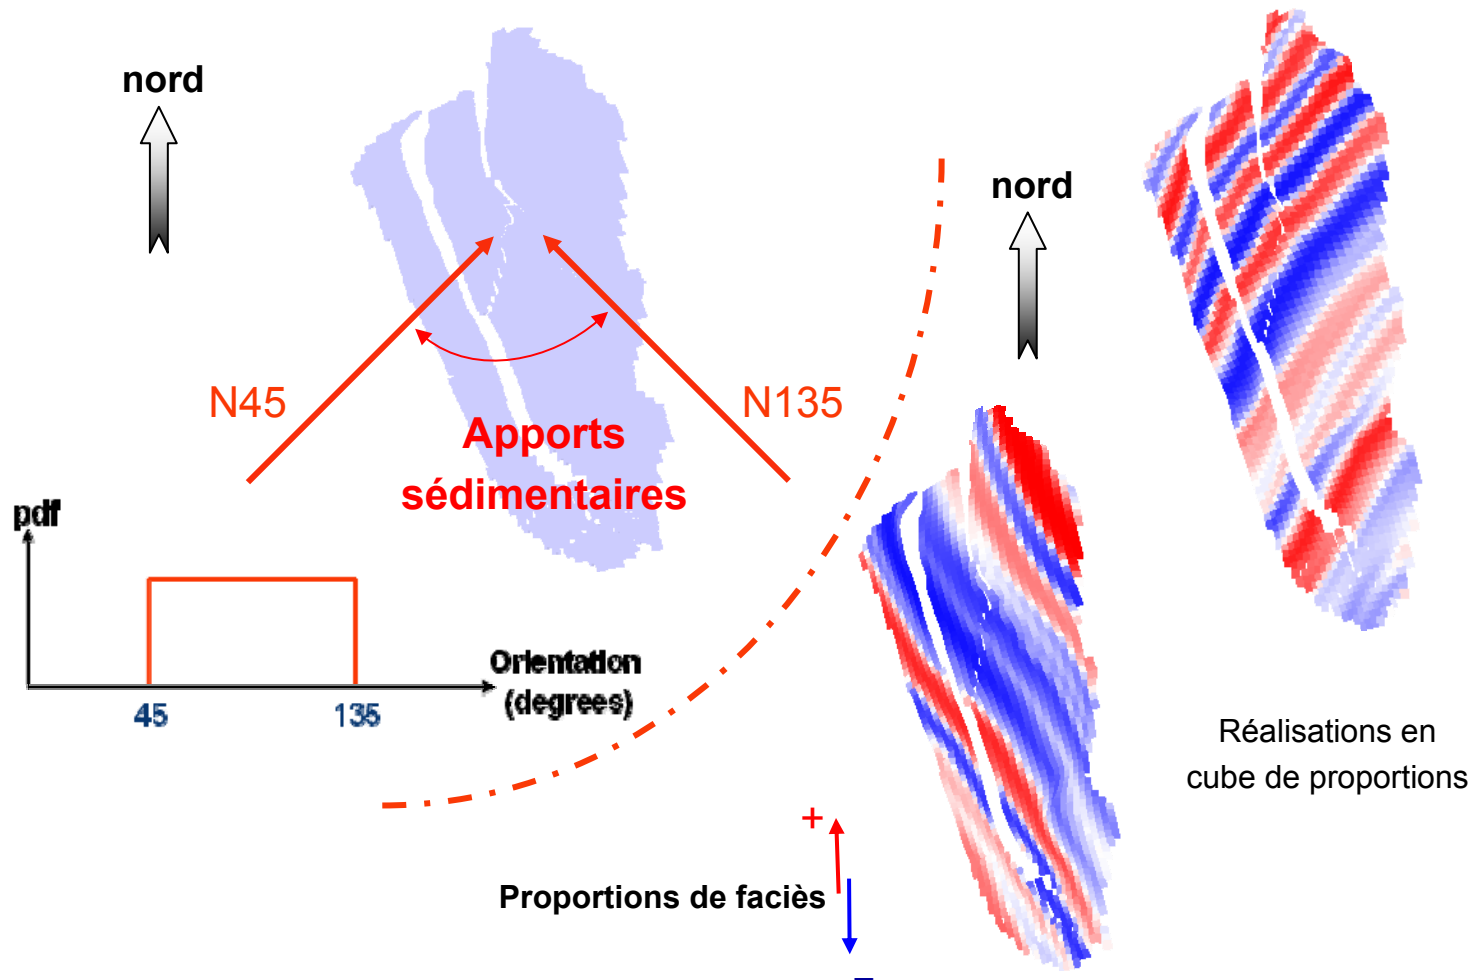 nord
nord
N45
N135
Apports
sédimentaires
pdf
Orientation
(degrees)
45
135
Réalisations en
cube de proportions
+
Proportions de faciès
-